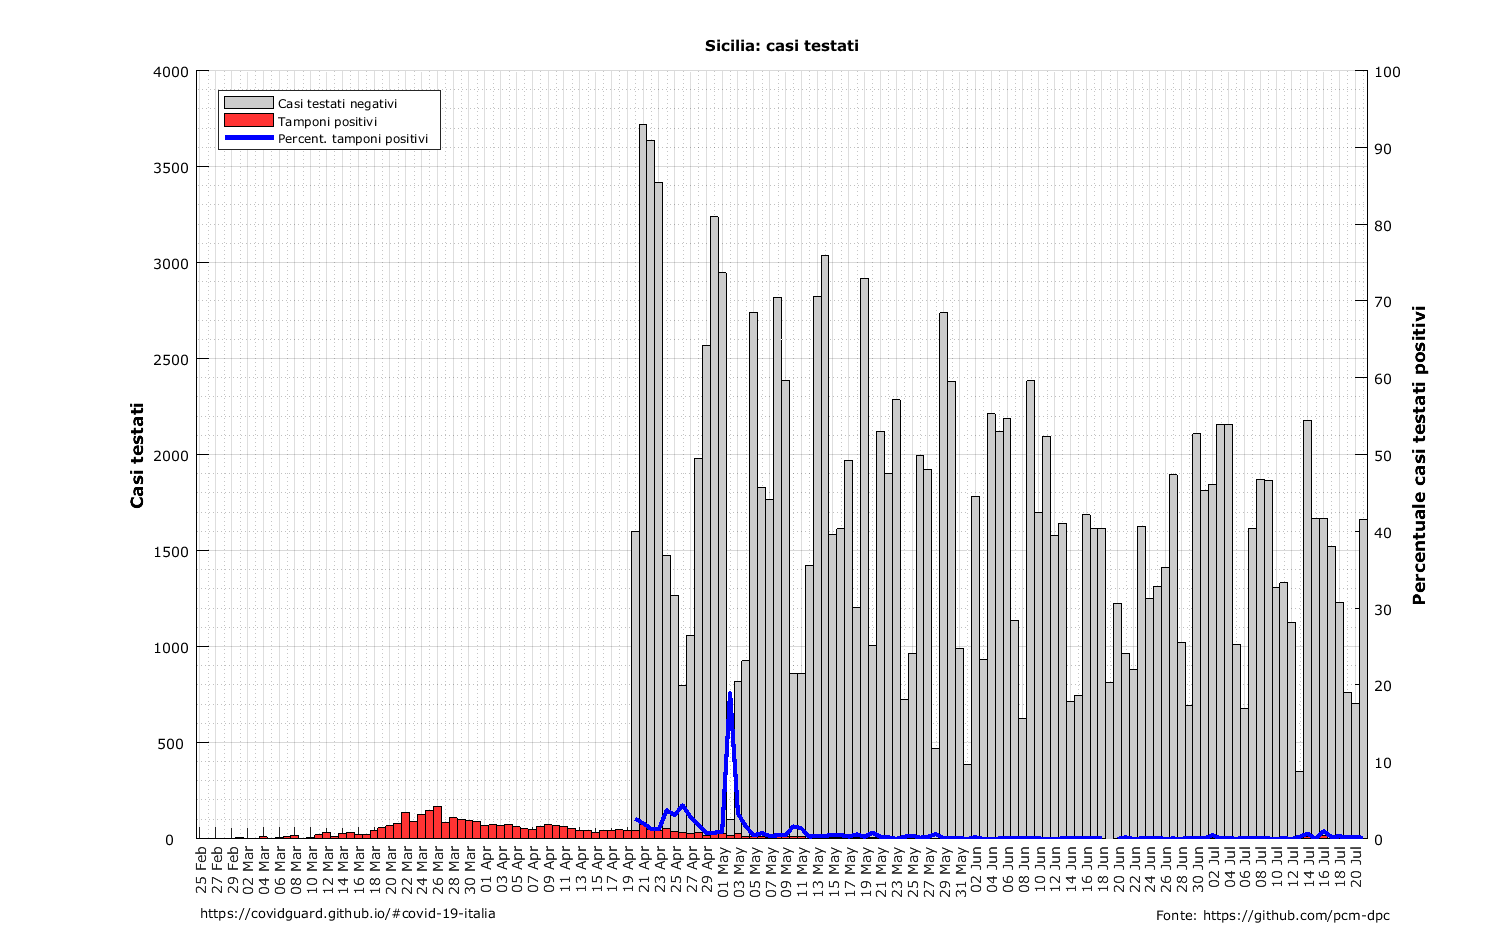 Sicilia: casi testati
4000
3500
3000
2500
2000
1500
1000
500
0
Casi testati
Casi testati negativi
Tamponi positivi
Percent. tamponi positivi
100
90
80
70
60
50
40
30
20
10
0
Percentuale casi testati positivi
25 Feb
27 Feb
29 Feb
02 Mar
04 Mar
06 Mar
08 Mar
10 Mar
12 Mar
14 Mar
16 Mar
18 Mar
20 Mar
22 Mar
24 Mar
26 Mar
28 Mar
30 Mar
01 Apr
03 Apr
05 Apr
07 Apr
09 Apr
11 Apr
13 Apr
15 Apr
17 Apr
19 Apr
21 Apr
23 Apr
25 Apr
27 Apr
29 Apr
01 May
03 May
05 May
07 May
09 May
11 May
13 May
15 May
17 May
19 May
21 May
23 May
25 May
27 May
29 May
31 May
02 Jun
04 Jun
06 Jun
08 Jun
10 Jun
12 Jun
14 Jun
16 Jun
18 Jun
20 Jun
22 Jun
24 Jun
26 Jun
28 Jun
30 Jun
02 Jul
04 Jul
06 Jul
08 Jul
10 Jul
12 Jul
14 Jul
16 Jul
18 Jul
20 Jul
https://covidguard.github.io/#covid-19-italia
Fonte: https://github.com/pcm-dpc